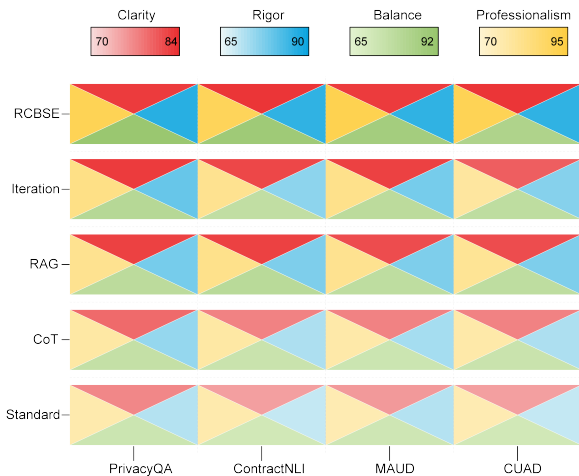 Clarity Rigor Balance Professionalism
70 84 65 90 65 92 70 95
RCBSE
Iteration
RAG
CoT
Standard
PrivacyQA ContractNLI MAUD CUAD